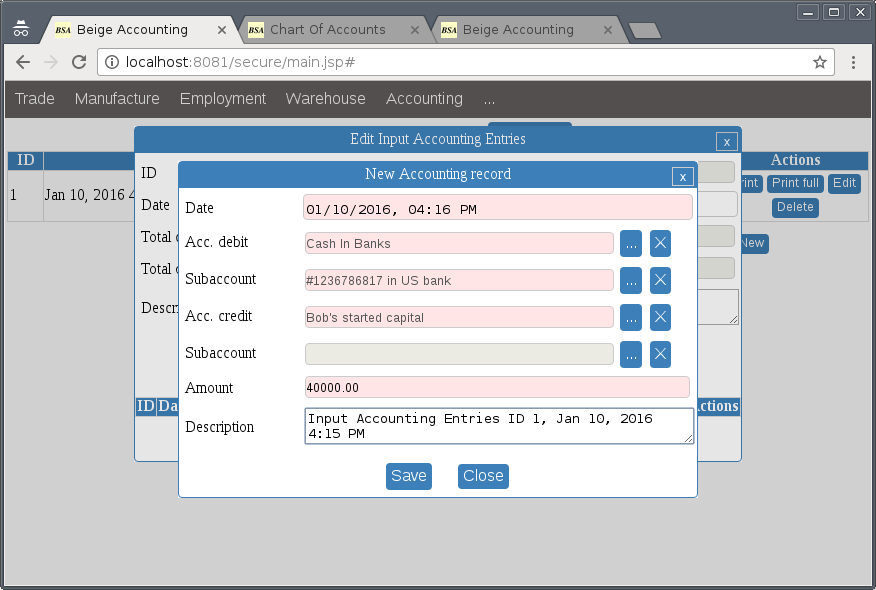 BSA Beige Accounting
BSA Chart Of Accounts
BSA Beige Accounting
localhost:8081/secure/main.jsp#
Trade Manufacture Employment Warehouse Accounting ...
Edit Input Accounting Entries x
ID Actions
1 Jan 10, 2016 4 Print full Edit
Delete
New
ID
Date
Total
Total
New Accounting record x
Date 01/10/2016, 04:16 PM
Acc. debit Cash In Banks ... X
Subaccount #1236786817 in US bank ... X
Acc. credit Bob's started capital ... X
Subaccount ... X
Amount 40000.00
Description Input Accounting Entries ID 1, Jan 10, 2016
4:15 PM
Save Close
ID